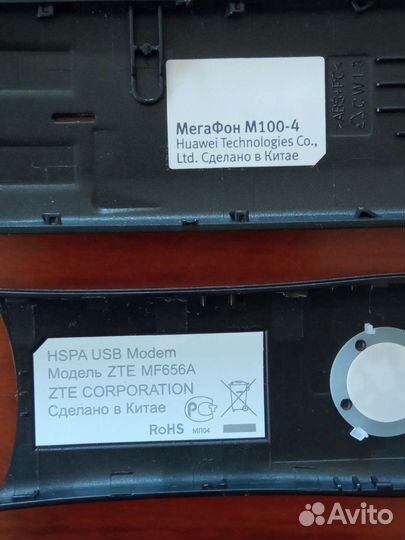 МегаФон М100-4
Huawei Technologies Co.,
Ltd. Сделано в Китае
HSPA USB Modem
Модель ZTE MF656A
ZTE CORPORATION
Сделано в Китае
RoHS
МЛ04
Avito